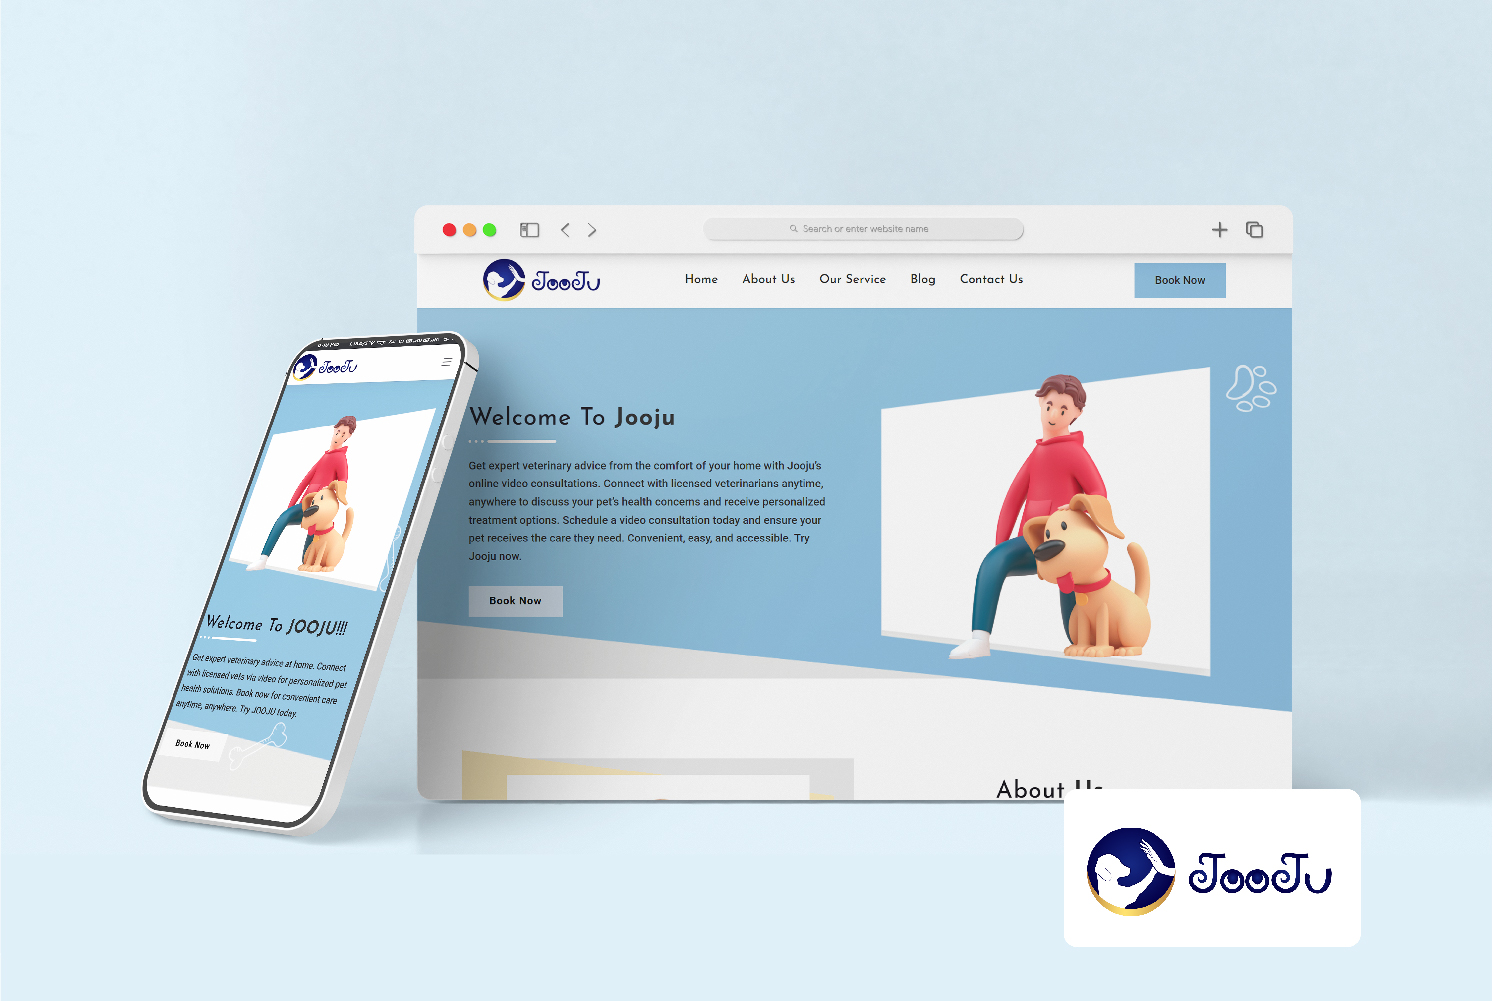 Search or enter website name
JooJu
Home
About Us
Our Service
Blog
Contact Us
Book Now
Welcome To Jooju
Get expert veterinary advice from the comfort of your home with Jooju's
online video consultations. Connect with licensed veterinarians anytime,
anywhere to discuss your pet's health concerns and receive personalized
treatment options. Schedule a video consultation today and ensure your
pet receives the care they need. Convenient, easy, and accessible. Try
Jooju now.
Book Now
About Us
JooJu
Welcome To JOOJU!!!
Get expert veterinary advice at home. Connect
with licensed vets via video for personalized pet
health solutions. Book now for convenient care
anytime, anywhere. Try JOOJU today.
Book Now
JooJu